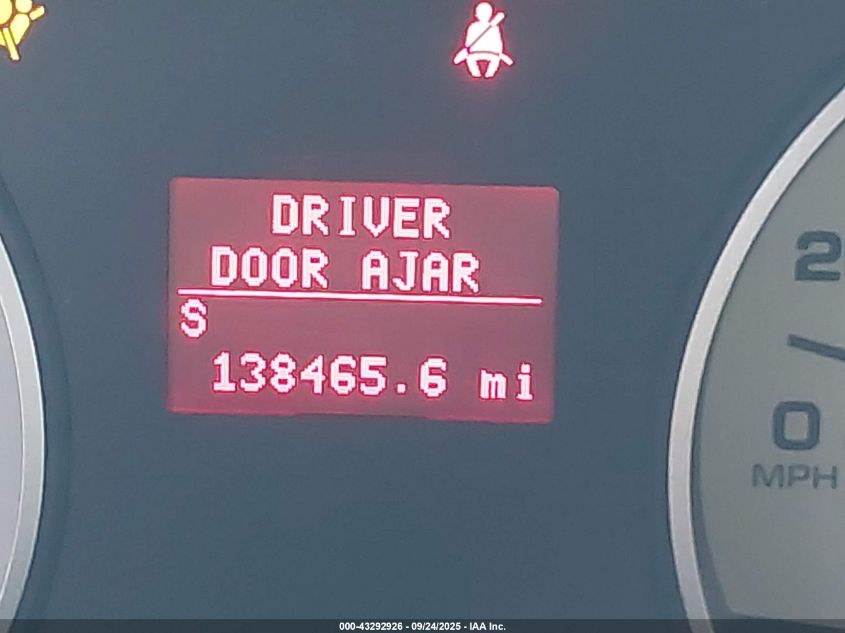 DRIVER
DOOR AJAR
S
138465.6 mi
2
0
MPH
000-43292926 - 09/24/2025 - IAA Inc.